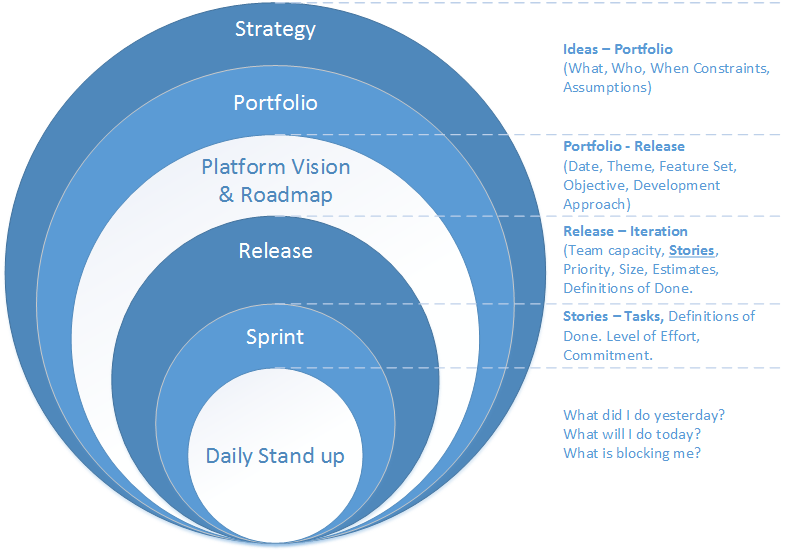 Strategy
Portfolio
Platform Vision
& Roadmap
Release
Sprint
Daily Stand up
Ideas – Portfolio
(What, Who, When Constraints,
Assumptions)
Portfolio - Release
(Date, Theme, Feature Set,
Objective, Development
Approach)
Release – Iteration
(Team capacity, Stories,
Priority, Size, Estimates,
Definitions of Done.
Stories – Tasks, Definitions of
Done. Level of Effort,
Commitment.
What did I do yesterday?
What will I do today?
What is blocking me?